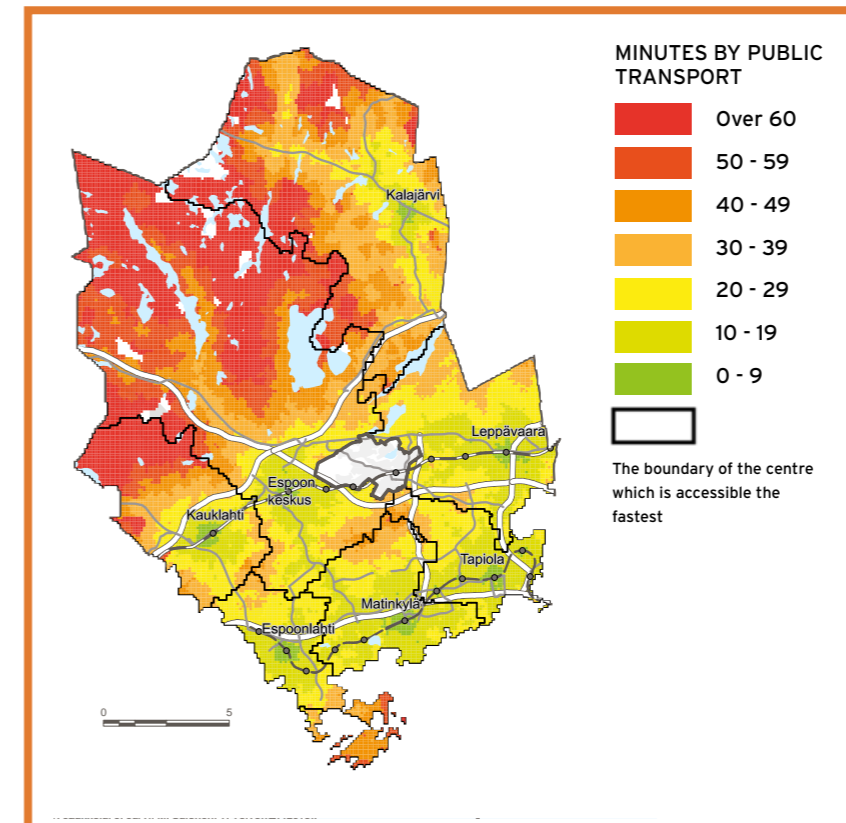 MINUTES BY PUBLIC
TRANSPORT
Over 60
50 - 59
40 - 49
30 - 39
20 - 29
10 - 19
0 - 9
The boundary of the centre
which is accessible the
fastest
Kalajärvi
Leppävaara
Espoon
keskus
Kauklahti
Tapiola
Matinkylä
Espoonlahti
0 5